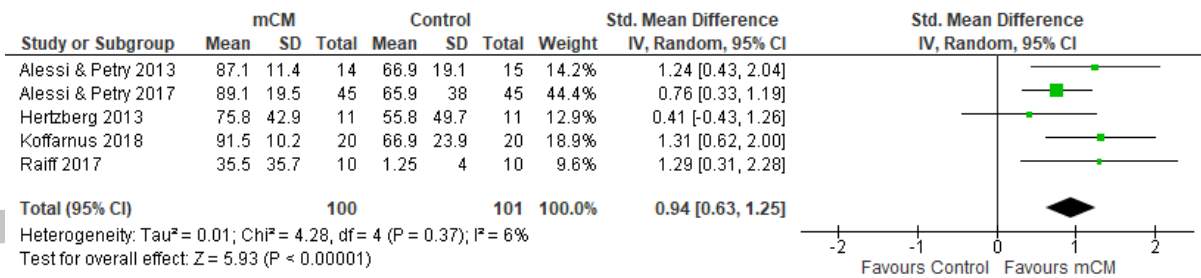 mCM Control Std. Mean Difference Std. Mean Difference
Study or Subgroup Mean SD Total Mean SD Total Weight IV, Random, 95% CI IV, Random, 95% CI
Alessi & Petry 2013 87.1 11.4 14 66.9 19.1 15 14.2% 1.24 [0.43, 2.04]
Alessi & Petry 2017 89.1 19.5 45 65.9 38 45 44.4% 0.76 [0.33, 1.19]
Hertzberg 2013 75.8 42.9 11 55.8 49.7 11 12.9% 0.41 [-0.43, 1.26]
Koffarnus 2018 91.5 10.2 20 66.9 23.9 20 18.9% 1.31 [0.62, 2.00]
Raiff 2017 35.5 35.7 10 1.25 4 10 9.6% 1.29 [0.31, 2.28]
Total (95% CI) 100 101 100.0% 0.94 [0.63, 1.25]
Heterogeneity: Tau² = 0.01; Chi² = 4.28, df = 4 (P = 0.37); I² = 6%
Test for overall effect: Z = 5.93 (P < 0.00001)
-2 -1 0 1 2
Favours Control Favours mCM